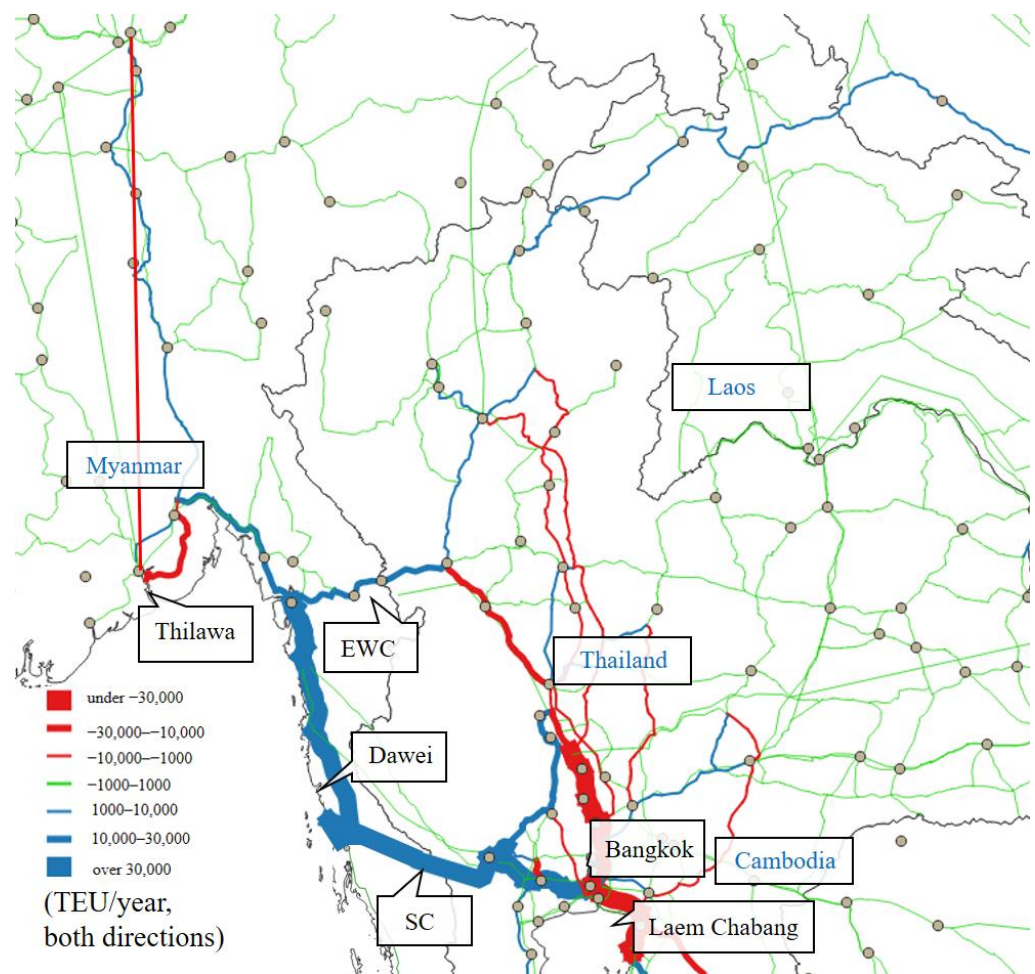 Laos
Myanmar
Thilawa
EWC
Thailand
under −30,000
−30,000–−10,000
−10,000–−1000
−1000–1000
1000–10,000
10,000–30,000
over 30,000
(TEU/year,
both directions)
Dawei
Bangkok
Cambodia
SC
Laem Chabang